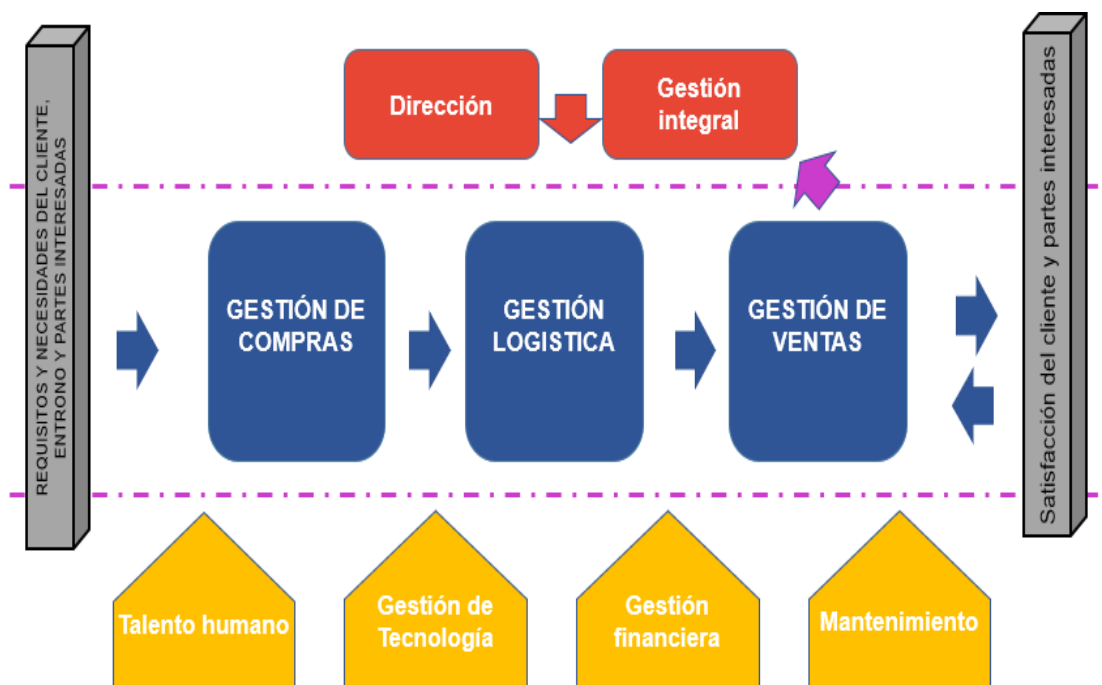 REQUISITOS Y NECESIDADES DEL CLIENTE,
ENTRONO Y PARTES INTERESADAS
Dirección
Gestión
integral
GESTIÓN DE
COMPRAS
GESTIÓN
LOGISTICA
GESTIÓN DE
VENTAS
Satisfacción del cliente y partes interesadas
Talento humano
Gestión de
Tecnología
Gestión
financiera
Mantenimiento